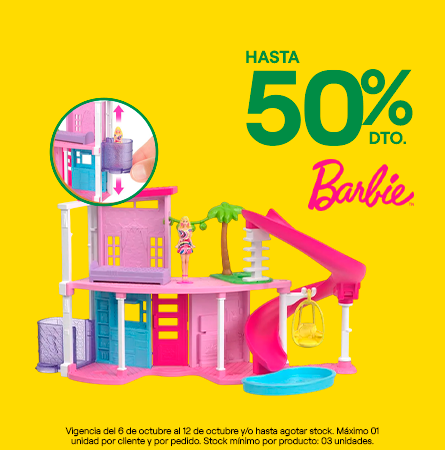 HASTA
50%
DTO.
Barbie™
Vigencia del 6 de octubre al 12 de octubre y/o hasta agotar stock. Máximo 01
unidad por cliente y por pedido. Stock mínimo por producto: 03 unidades.